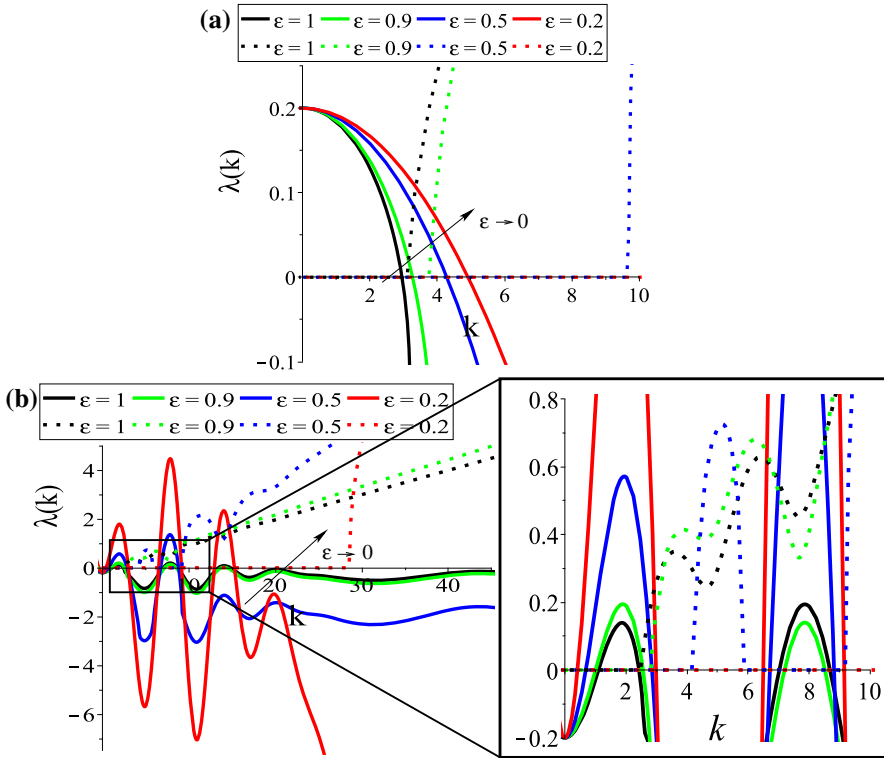 (a)
ε = 1 ε = 0.9 ε = 0.5 ε = 0.2
ε = 1 ε = 0.9 ε = 0.5 ε = 0.2
λ(k)
0.2
0.1
0
−0.1
2 4 6 8 10
ε → 0
k
(b)
ε = 1 ε = 0.9 ε = 0.5 ε = 0.2
ε = 1 ε = 0.9 ε = 0.5 ε = 0.2
λ(k)
4
2
0
−2
−4
−6
10 20 30 40
ε → 0
k
0.8
0.6
0.4
0.2
0
−0.2
2 4 6 8 10
k